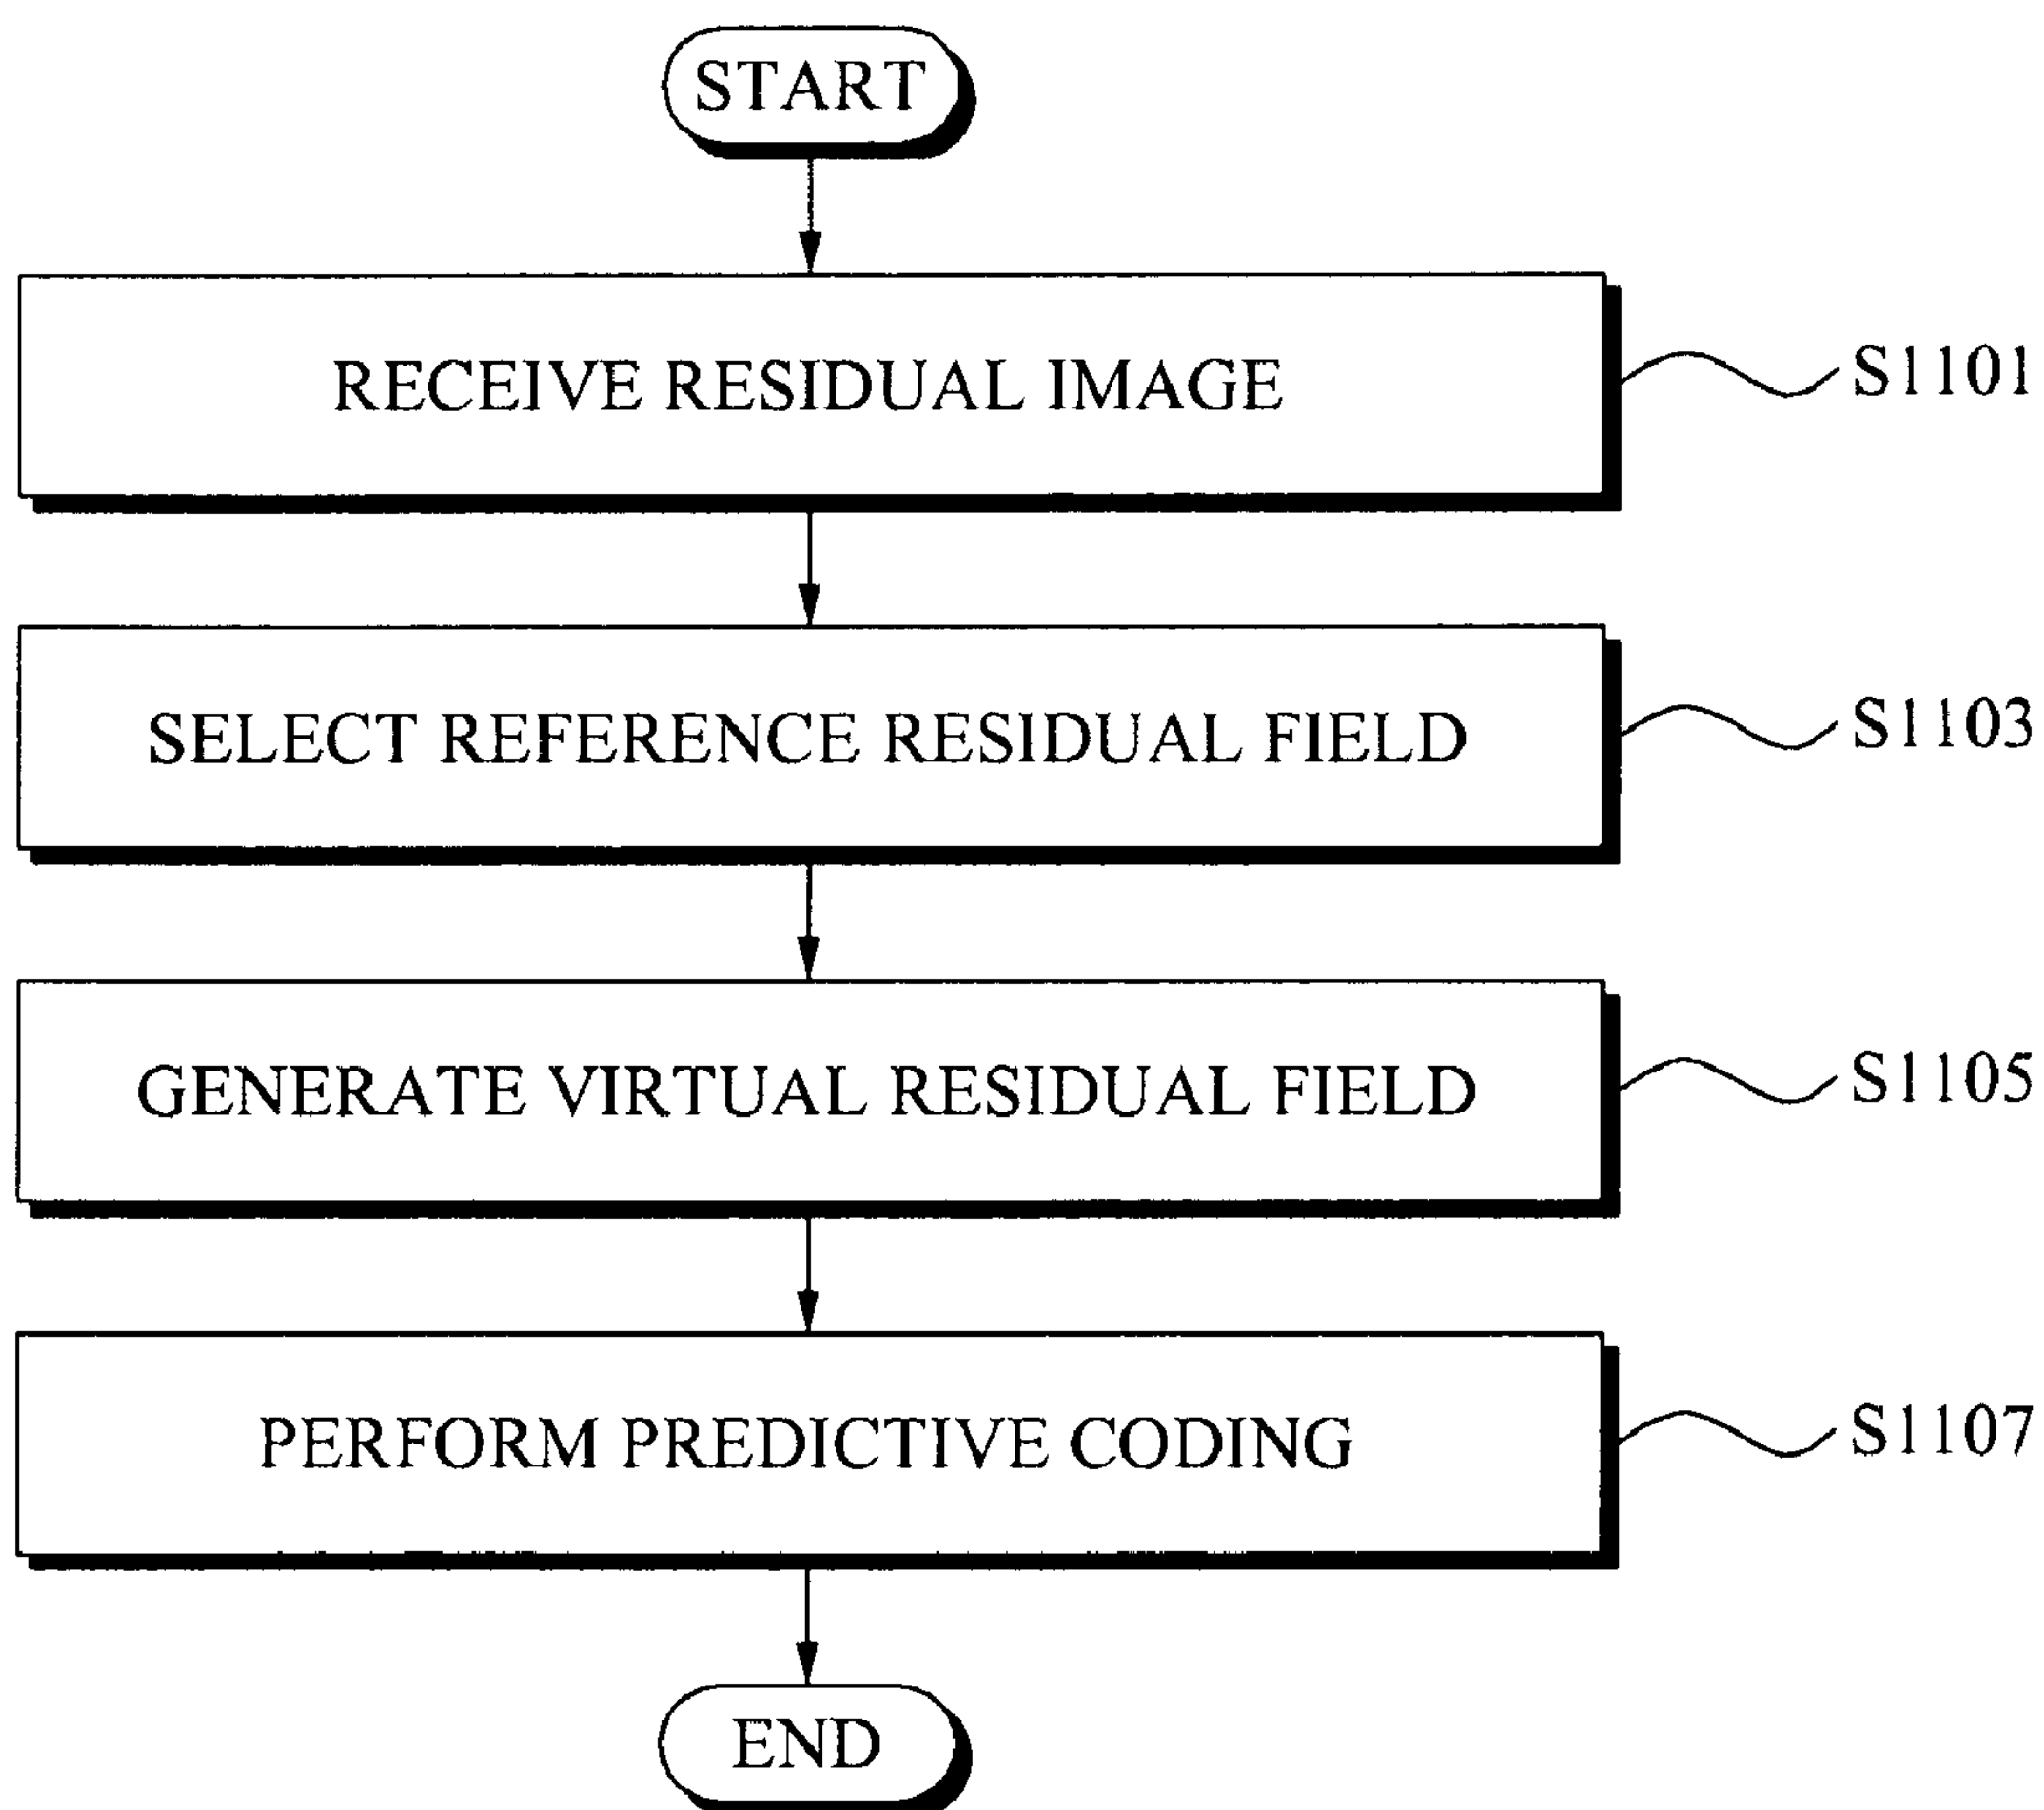 START
RECEIVE RESIDUAL IMAGE
S1101
SELECT REFERENCE RESIDUAL FIELD
S1103
GENERATE VIRTUAL RESIDUAL FIELD
S1105
PERFORM PREDICTIVE CODING
S1107
END